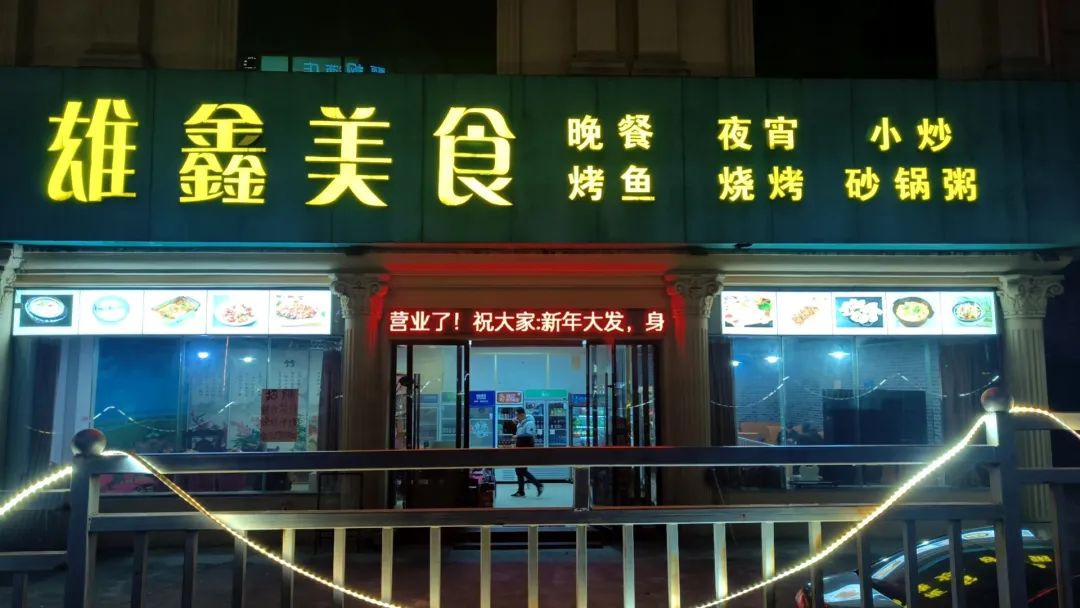 雄鑫美食
晚餐 夜宵 小炒
烤鱼 烧烤 砂锅粥
营业了！祝大家:新年大发，身